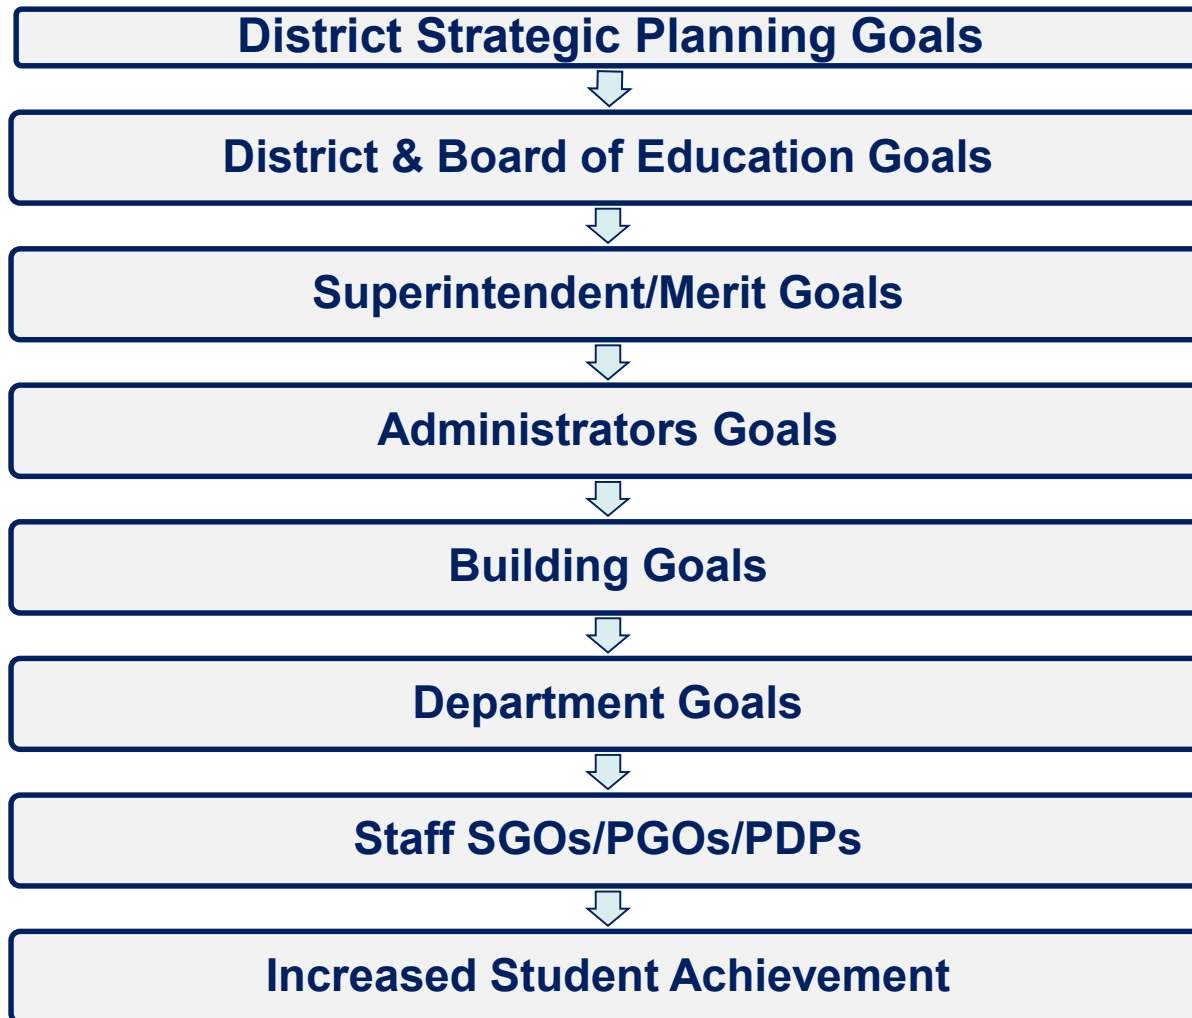 District Strategic Planning Goals
District & Board of Education Goals
Superintendent/Merit Goals
Administrators Goals
Building Goals
Department Goals
Staff SGOs/PGOs/PDPs
Increased Student Achievement